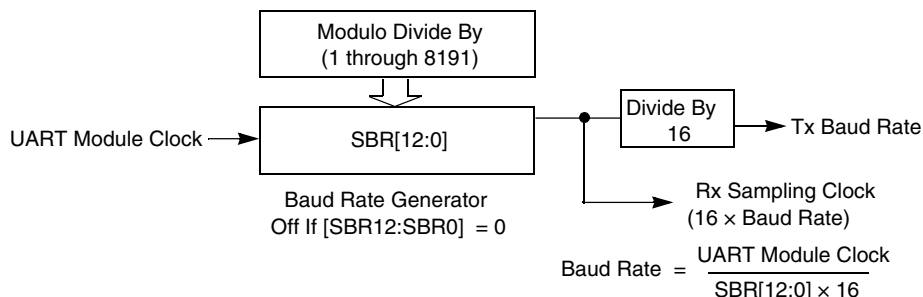 Modulo Divide By
(1 through 8191)
UART Module Clock
SBR[12:0]
Divide By
16
Tx Baud Rate
Baud Rate Generator
Off If [SBR12:SBR0] = 0
Rx Sampling Clock
(16 × Baud Rate)
Baud Rate = UART Module Clock
SBR[12:0] × 16